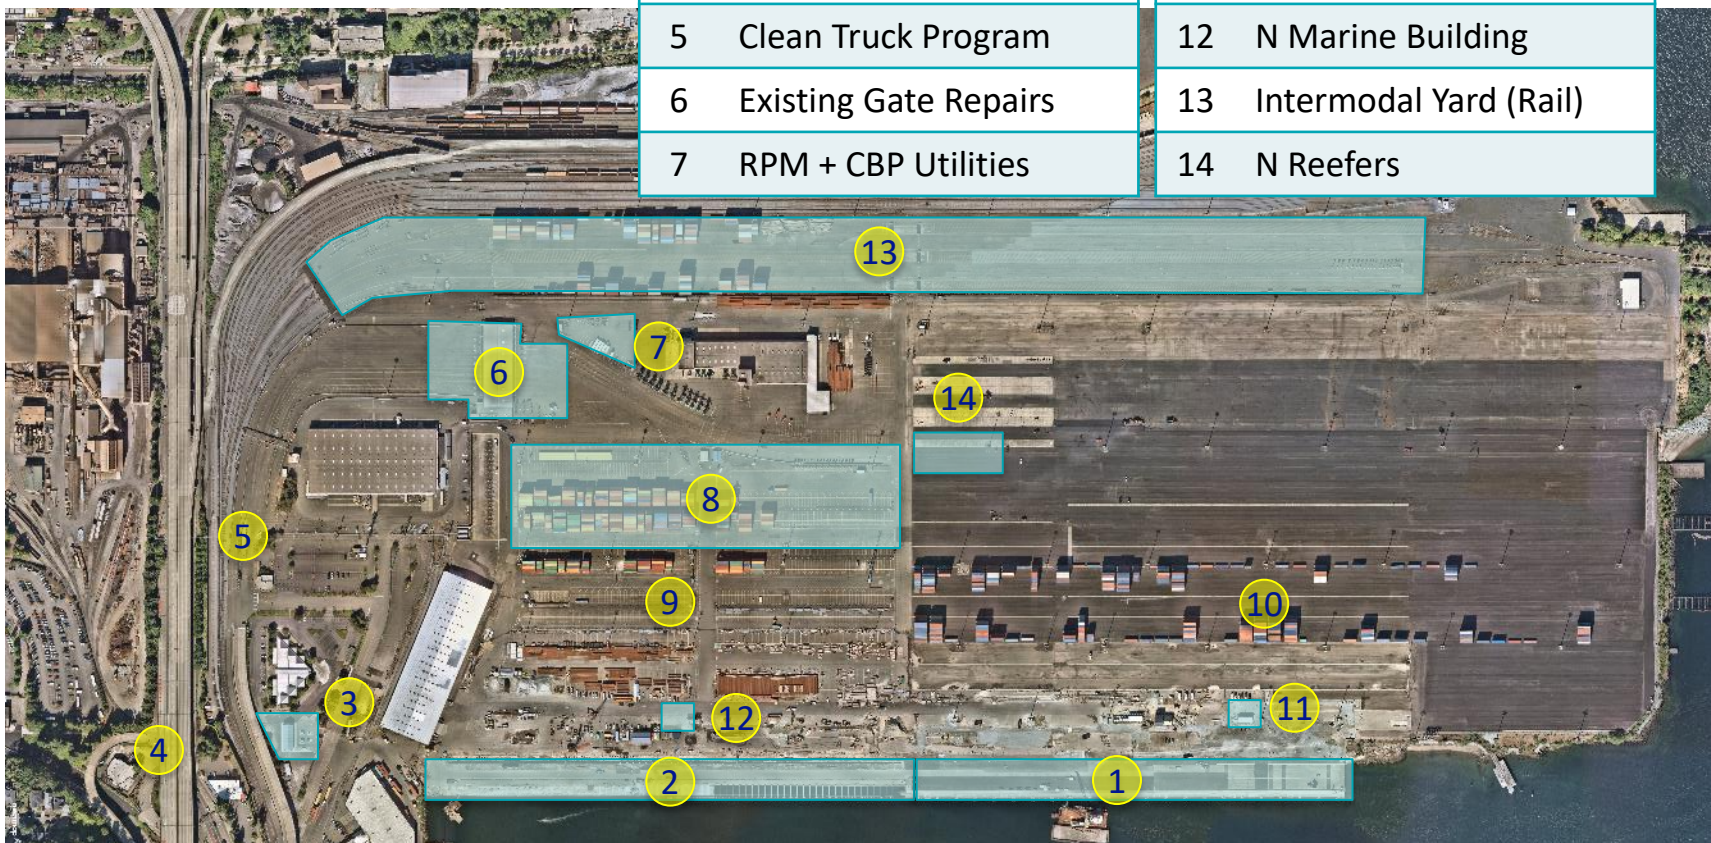 5 Clean Truck Program
12 N Marine Building
6 Existing Gate Repairs
13 Intermodal Yard (Rail)
7 RPM + CBP Utilities
14 N Reefers
13
7
6
14
8
5
9
10
3
11
12
4
2
1